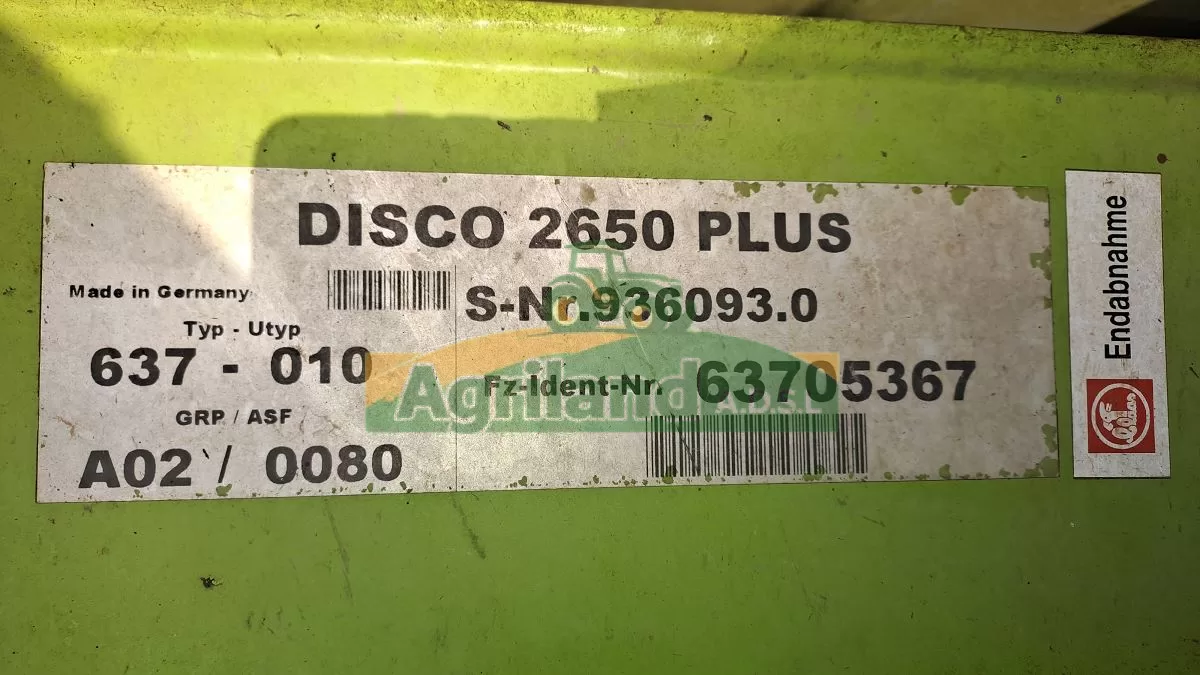 DISCO 2650 PLUS
Made in Germany
S-Nr.936093.0
Typ - Utyp
637 - 010
Fz-Ident-Nr. 63705367
GRP / ASF
A02 / 0080
Agriland
A.D.E.L
Endabnahme